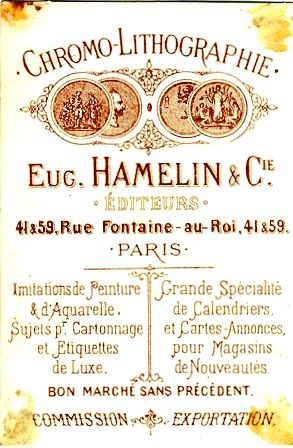 CHROMO-LITHOGRAPHIE
EUG. HAMELIN & CIE
· ÉDITEURS ·
41 & 59, Rue Fontaine-au-Roi, 41 & 59.
· PARIS ·
Imitations de Peinture
& d'Aquarelle.
Sujets pr. Cartonnage
et Etiquettes
de Luxe.
Grande Spécialité
de Calendriers
et Cartes-Annonces,
pour Magasins
de Nouveautés.
BON MARCHÉ SANS PRÉCÉDENT.
COMMISSION EXPORTATION.